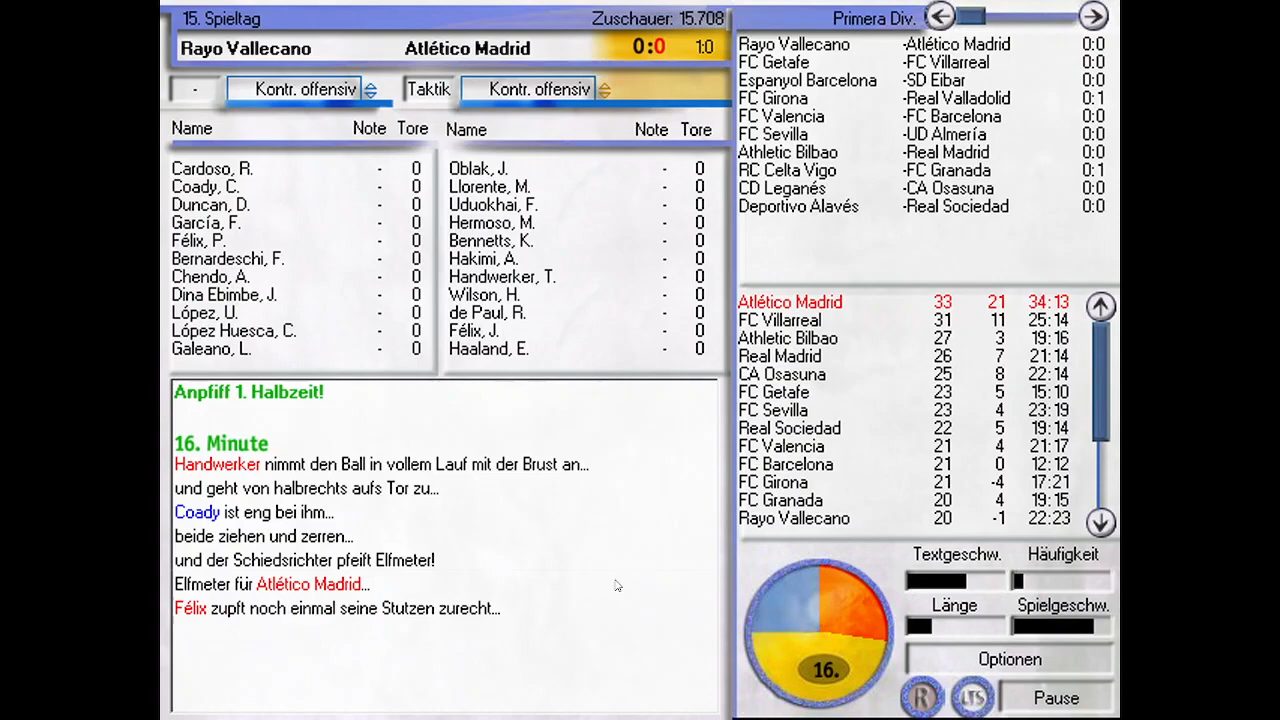 15. Spieltag Zuschauer: 15.708
Rayo Vallecano Atlético Madrid 0:0 1:0
- Kontr. offensiv Taktik Kontr. offensiv
Name Note Tore Name Note Tore
Cardoso, R. - 0 Oblak, J. - 0
Coady, C. - 0 Llorente, M. - 0
Duncan, D. - 0 Uduokhai, F. - 0
García, F. - 0 Hermoso, M. - 0
Félix, P. - 0 Bennetts, K. - 0
Bernardeschi, F. - 0 Hakimi, A. - 0
Chendo, A. - 0 Handwerker, T. - 0
Dina Ebimbe, J. - 0 Wilson, H. - 0
López, U. - 0 de Paul, R. - 0
López Huesca, C. - 0 Félix, J. - 0
Galeano, L. - 0 Haaland, E. - 0
Anpfiff 1. Halbzeit!
16. Minute
Handwerker nimmt den Ball in vollem Lauf mit der Brust an...
und geht von halbrechts aufs Tor zu...
Coady ist eng bei ihm...
beide ziehen und zerren...
und der Schiedsrichter pfeift Elfmeter!
Elfmeter für Atlético Madrid...
Félix zupft noch einmal seine Stutzen zurecht...
Primera Div.
Rayo Vallecano -Atlético Madrid 0:0
FC Getafe -FC Villarreal 0:0
Espanyol Barcelona -SD Eibar 0:0
FC Girona -Real Valladolid 0:1
FC Valencia -FC Barcelona 0:0
FC Sevilla -UD Almería 0:0
Athletic Bilbao -Real Madrid 0:0
RC Celta Vigo -FC Granada 0:1
CD Leganés -CA Osasuna 0:0
Deportivo Alavés -Real Sociedad 0:0
Atlético Madrid 33 21 34:13
FC Villarreal 31 11 25:14
Athletic Bilbao 27 3 19:16
Real Madrid 26 7 21:14
CA Osasuna 25 8 22:14
FC Getafe 23 5 15:10
FC Sevilla 23 4 23:19
Real Sociedad 22 5 19:14
FC Valencia 21 4 21:17
FC Barcelona 21 0 12:12
FC Girona 21 -4 17:21
FC Granada 20 4 19:15
Rayo Vallecano 20 -1 22:23
Textgeschw. Häufigkeit
Länge Spielgeschw.
16.
Optionen
R LTS Pause